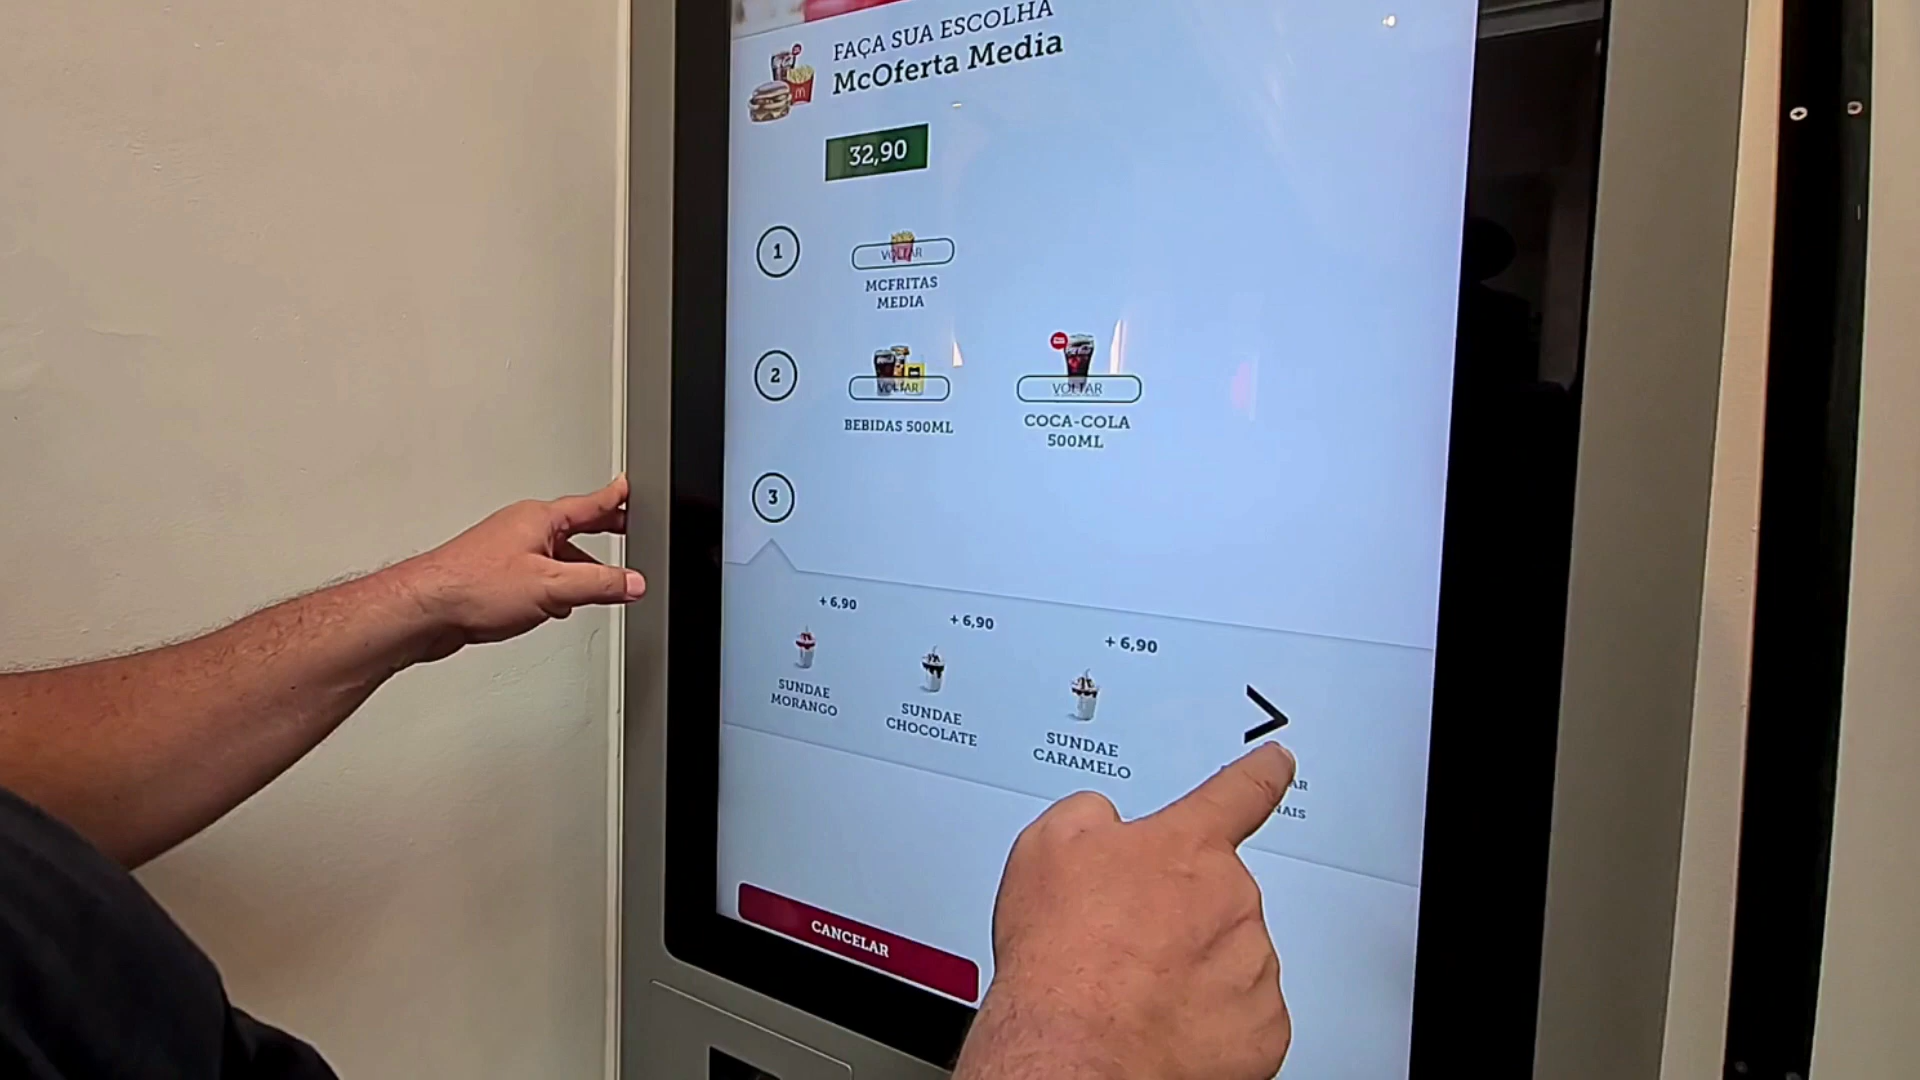 FAÇA SUA ESCOLHA
McOferta Media
32,90
1
VOLTAR
MCFRITAS
MEDIA
2
VOLTAR
VOLTAR
BEBIDAS 500ML
COCA-COLA
500ML
3
+ 6,90
+ 6,90
+ 6,90
SUNDAE
MORANGO
SUNDAE
CHOCOLATE
SUNDAE
CARAMELO
>
CANCELAR